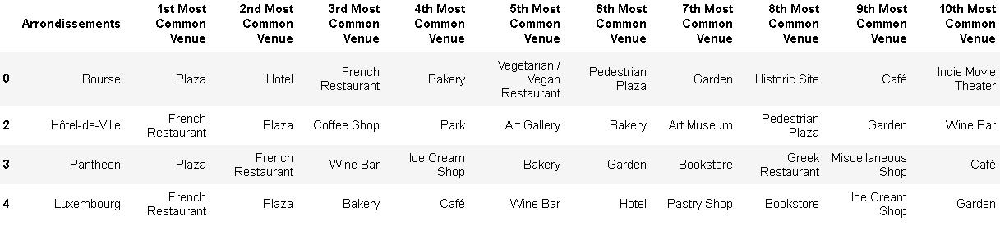 Arrondissements 1st Most Common Venue 2nd Most Common Venue 3rd Most Common Venue 4th Most Common Venue 5th Most Common Venue 6th Most Common Venue 7th Most Common Venue 8th Most Common Venue 9th Most Common Venue 10th Most Common Venue
0 Bourse Plaza Hotel French Restaurant Bakery Vegetarian / Vegan Restaurant Pedestrian Plaza Garden Historic Site Café Indie Movie Theater
2 Hôtel-de-Ville French Restaurant Plaza Coffee Shop Park Art Gallery Bakery Art Museum Pedestrian Plaza Garden Wine Bar
3 Panthéon Plaza French Restaurant Wine Bar Ice Cream Shop Bakery Garden Bookstore Greek Restaurant Miscellaneous Shop Café
4 Luxembourg French Restaurant Plaza Bakery Café Wine Bar Hotel Pastry Shop Bookstore Ice Cream Shop Garden